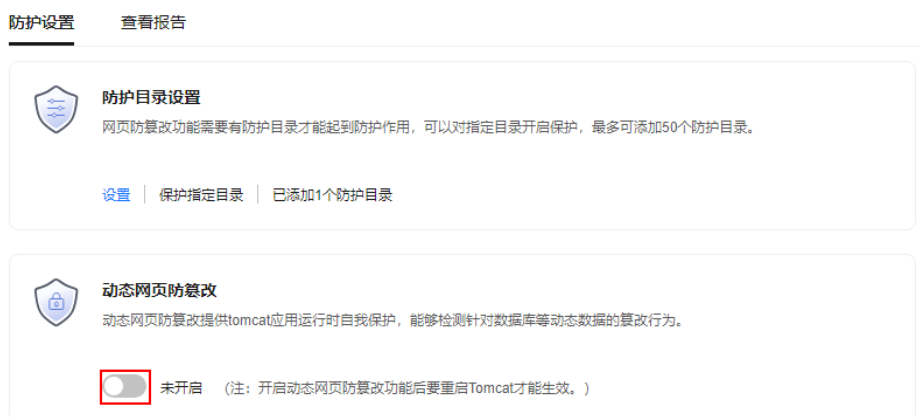 防护设置 查看报告
防护目录设置
网页防篡改功能需要有防护目录才能起到防护作用，可以对指定目录开启保护，最多可添加50个防护目录。
设置 保护指定目录 已添加1个防护目录
动态网页防篡改
动态网页防篡改提供tomcat应用运行时自我保护，能够检测针对数据库等动态数据的篡改行为。
未开启 （注：开启动态网页防篡改功能后要重启Tomcat才能生效。）